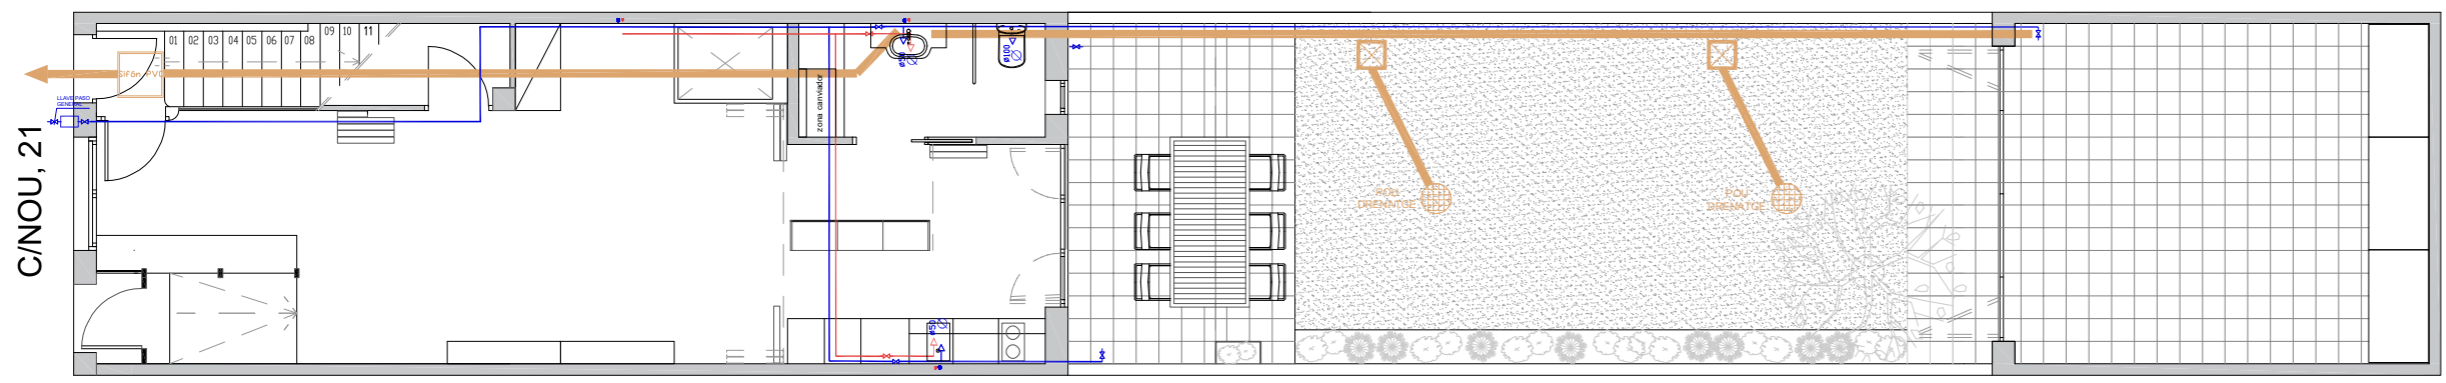 C/NOU, 21
Sifón PVC
LLAVE PASO
GENERAL
01 02 03 04 05 06 07 08 09 10 11
zona canviador
ø100
ø50
POU
DRENATGE
POU
DRENATGE